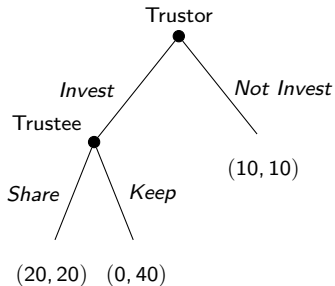 Trustor
Invest
Not Invest
Trustee
(10, 10)
Share
Keep
(20, 20)
(0, 40)